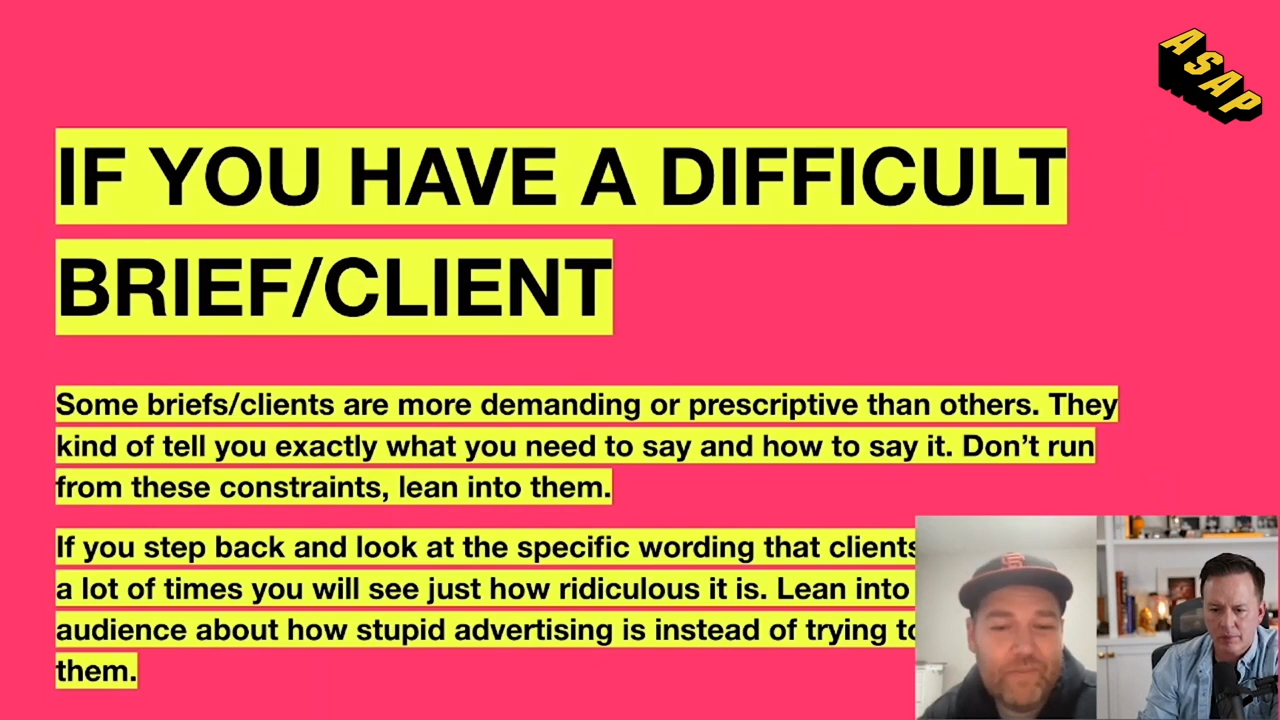 ASAP
IF YOU HAVE A DIFFICULT
BRIEF/CLIENT
Some briefs/clients are more demanding or prescriptive than others. They
kind of tell you exactly what you need to say and how to say it. Don’t run
from these constraints, lean into them.
If you step back and look at the specific wording that clients
a lot of times you will see just how ridiculous it is. Lean into
audience about how stupid advertising is instead of trying to
them.